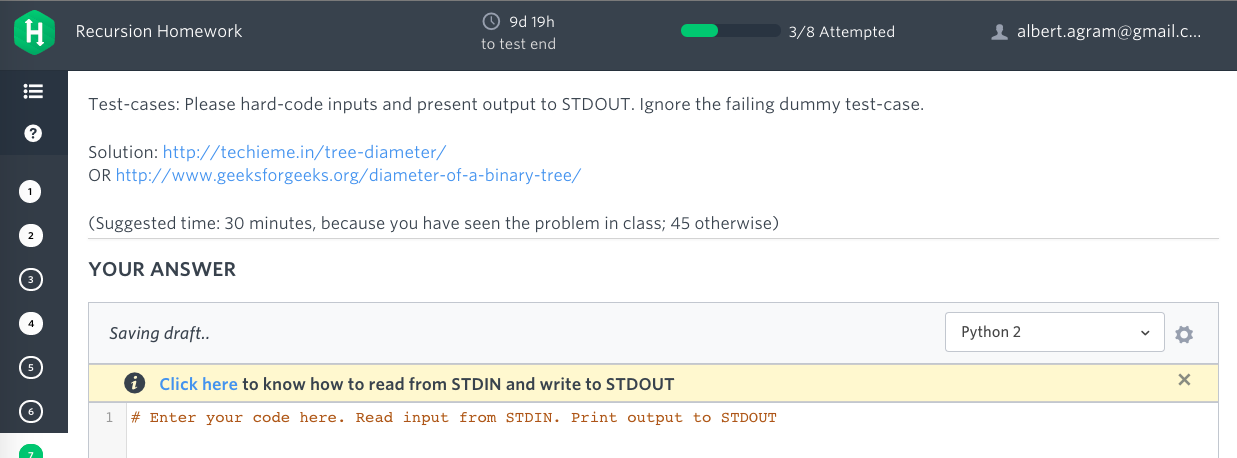 Recursion Homework
9d 19h
to test end
3/8 Attempted
albert.agram@gmail.c...
Test-cases: Please hard-code inputs and present output to STDOUT. Ignore the failing dummy test-case.
Solution: http://techieme.in/tree-diameter/
OR http://www.geeksforgeeks.org/diameter-of-a-binary-tree/
(Suggested time: 30 minutes, because you have seen the problem in class; 45 otherwise)
YOUR ANSWER
Saving draft..
Python 2
Click here to know how to read from STDIN and write to STDOUT
1 # Enter your code here. Read input from STDIN. Print output to STDOUT
1
2
3
4
5
6
7